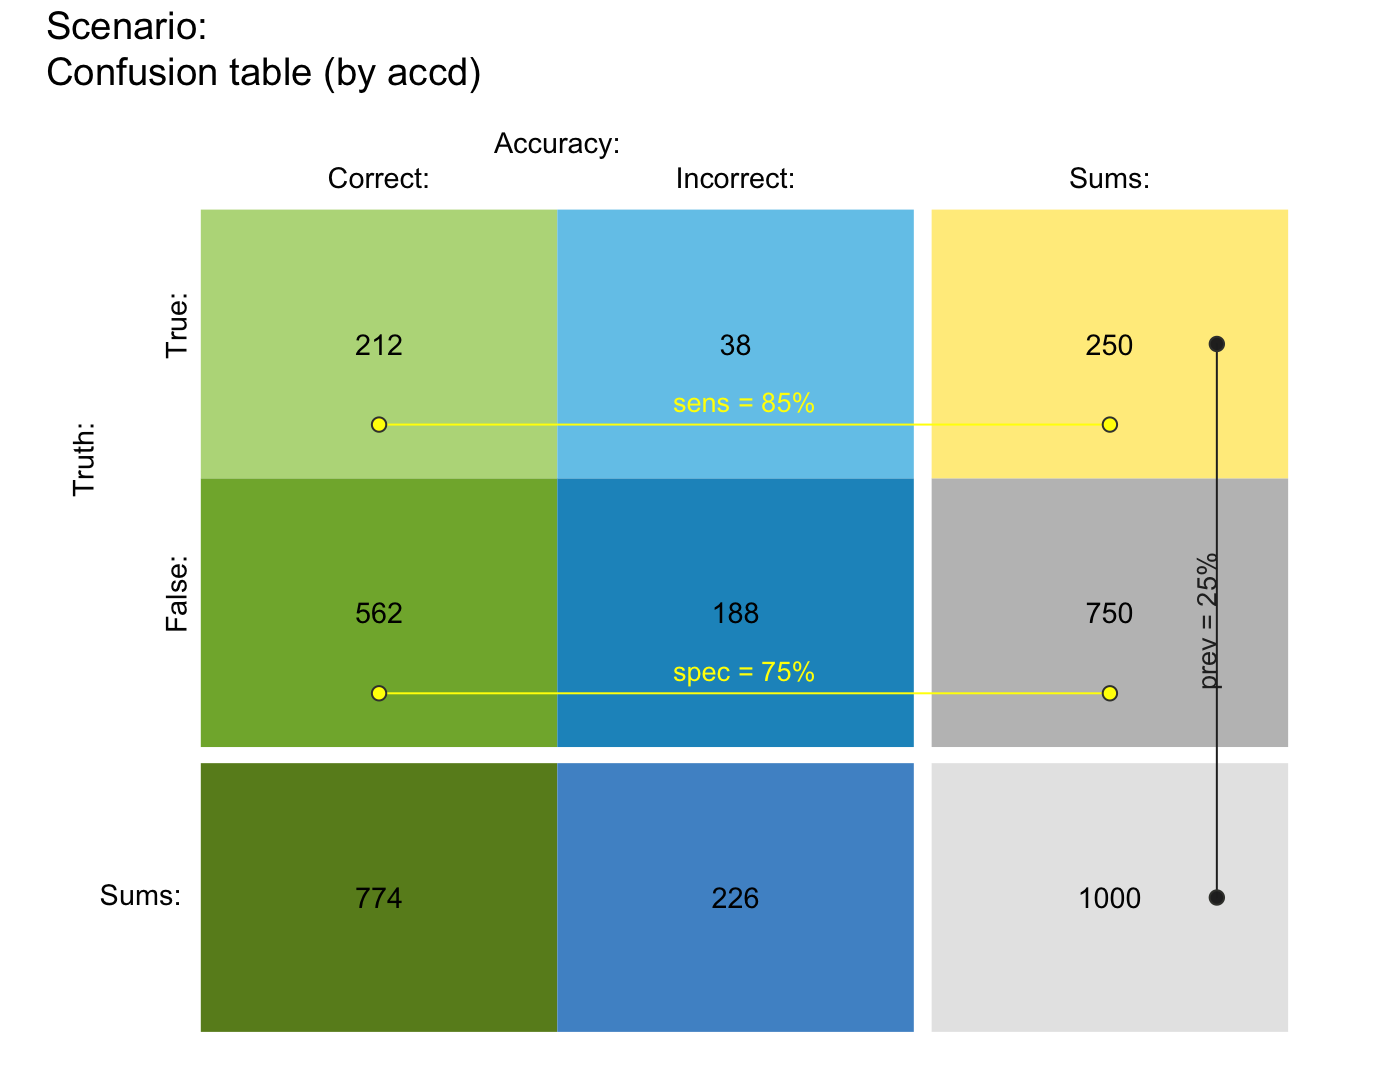 Scenario:
Confusion table (by accd)
Accuracy:
Correct:
Incorrect:
Sums:
Truth:
True:
212
38
250
sens = 85%
False:
562
188
750
spec = 75%
prev = 25%
Sums:
774
226
1000